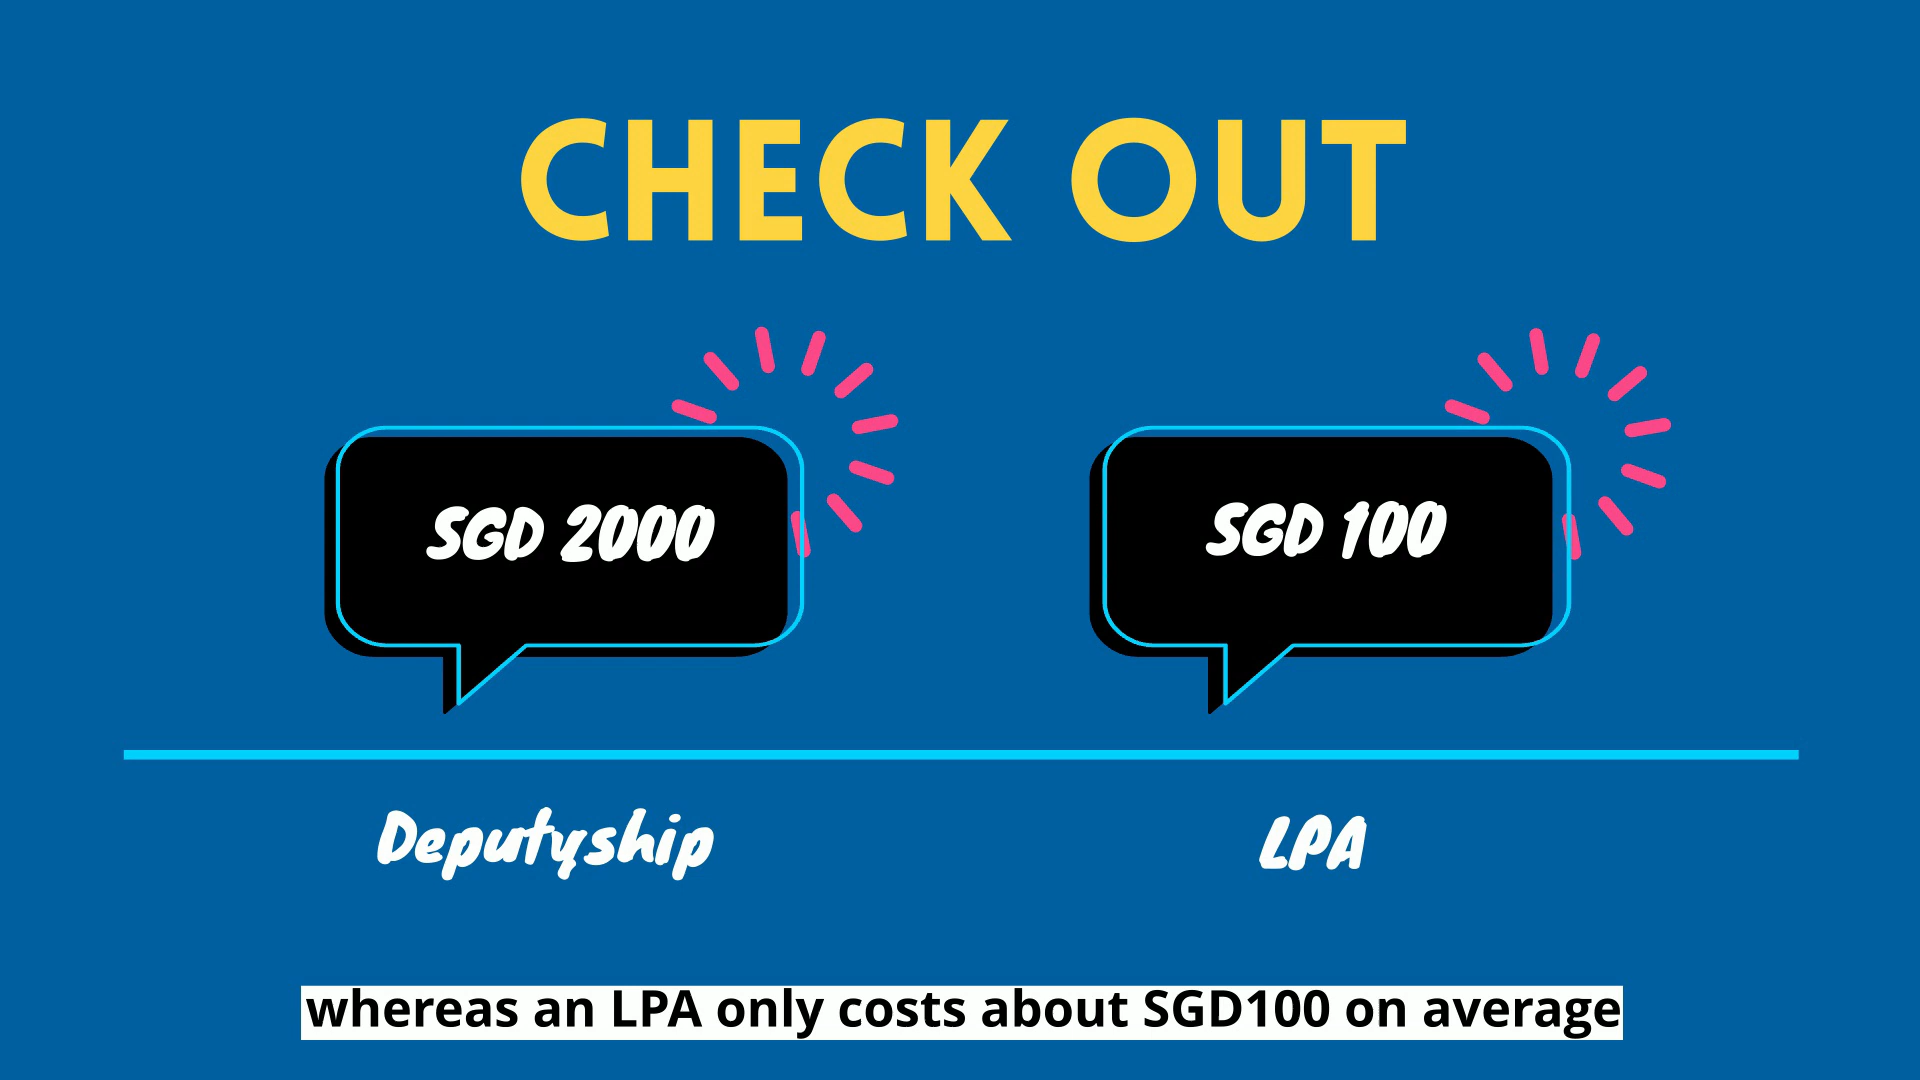 CHECK OUT
SGD 2000
SGD 100
Deputyship
LPA
whereas an LPA only costs about SGD100 on average